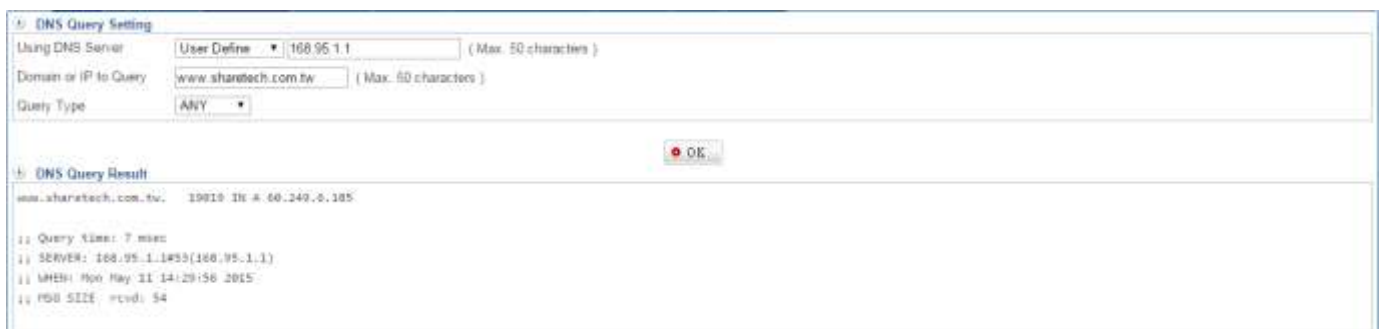 DNS Query Setting
Using DNS Server User Define 168.95.1.1 ( Max. 50 characters )
Domain or IP to Query www.sharetech.com.tw ( Max. 50 characters )
Query Type ANY
OK
DNS Query Result
www.sharetech.com.tw. IN A 60.249.6.185
;; Query time: 7 msec
;; SERVER: 168.95.1.1#53(168.95.1.1)
;; WHEN: Mon May 11 14:29:56 2015
;; MSG SIZE rcvd: 54